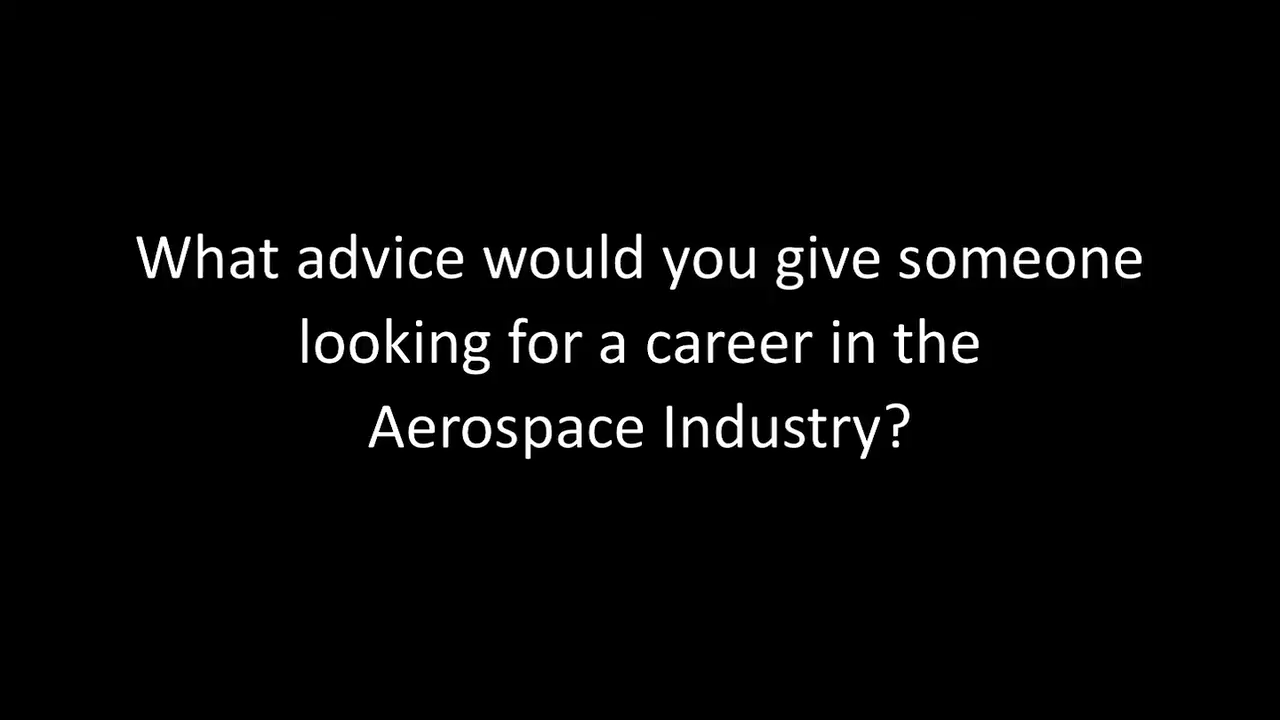 What advice would you give someone
looking for a career in the
Aerospace Industry?